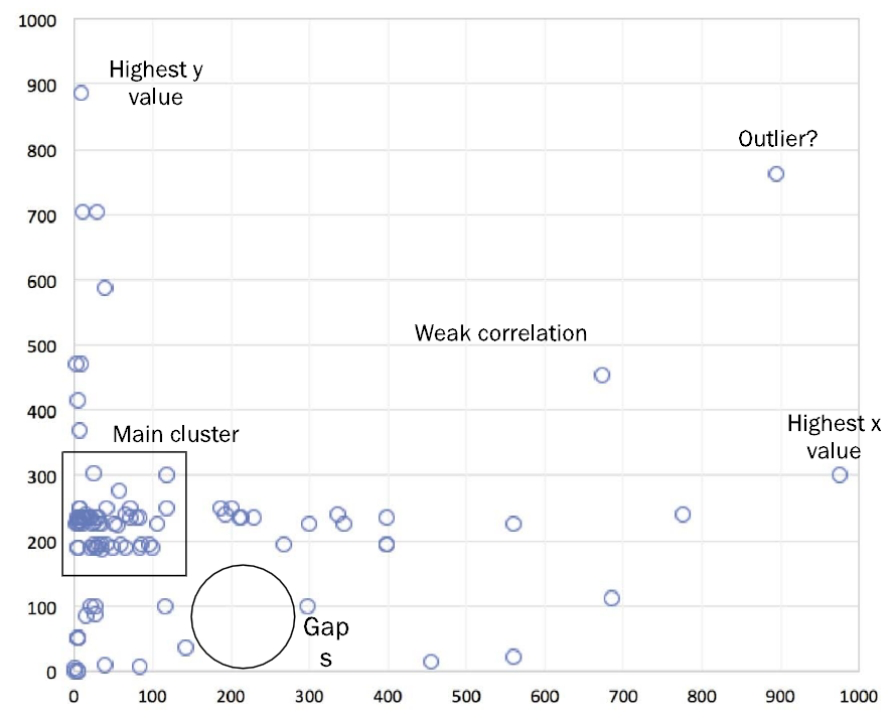 1000
Highest y
value
900
Outlier?
800
700
600
Weak correlation
500
400
Highest x
value
Main cluster
300
200
100
Gap
s
0
0 100 200 300 400 500 600 700 800 900 1000